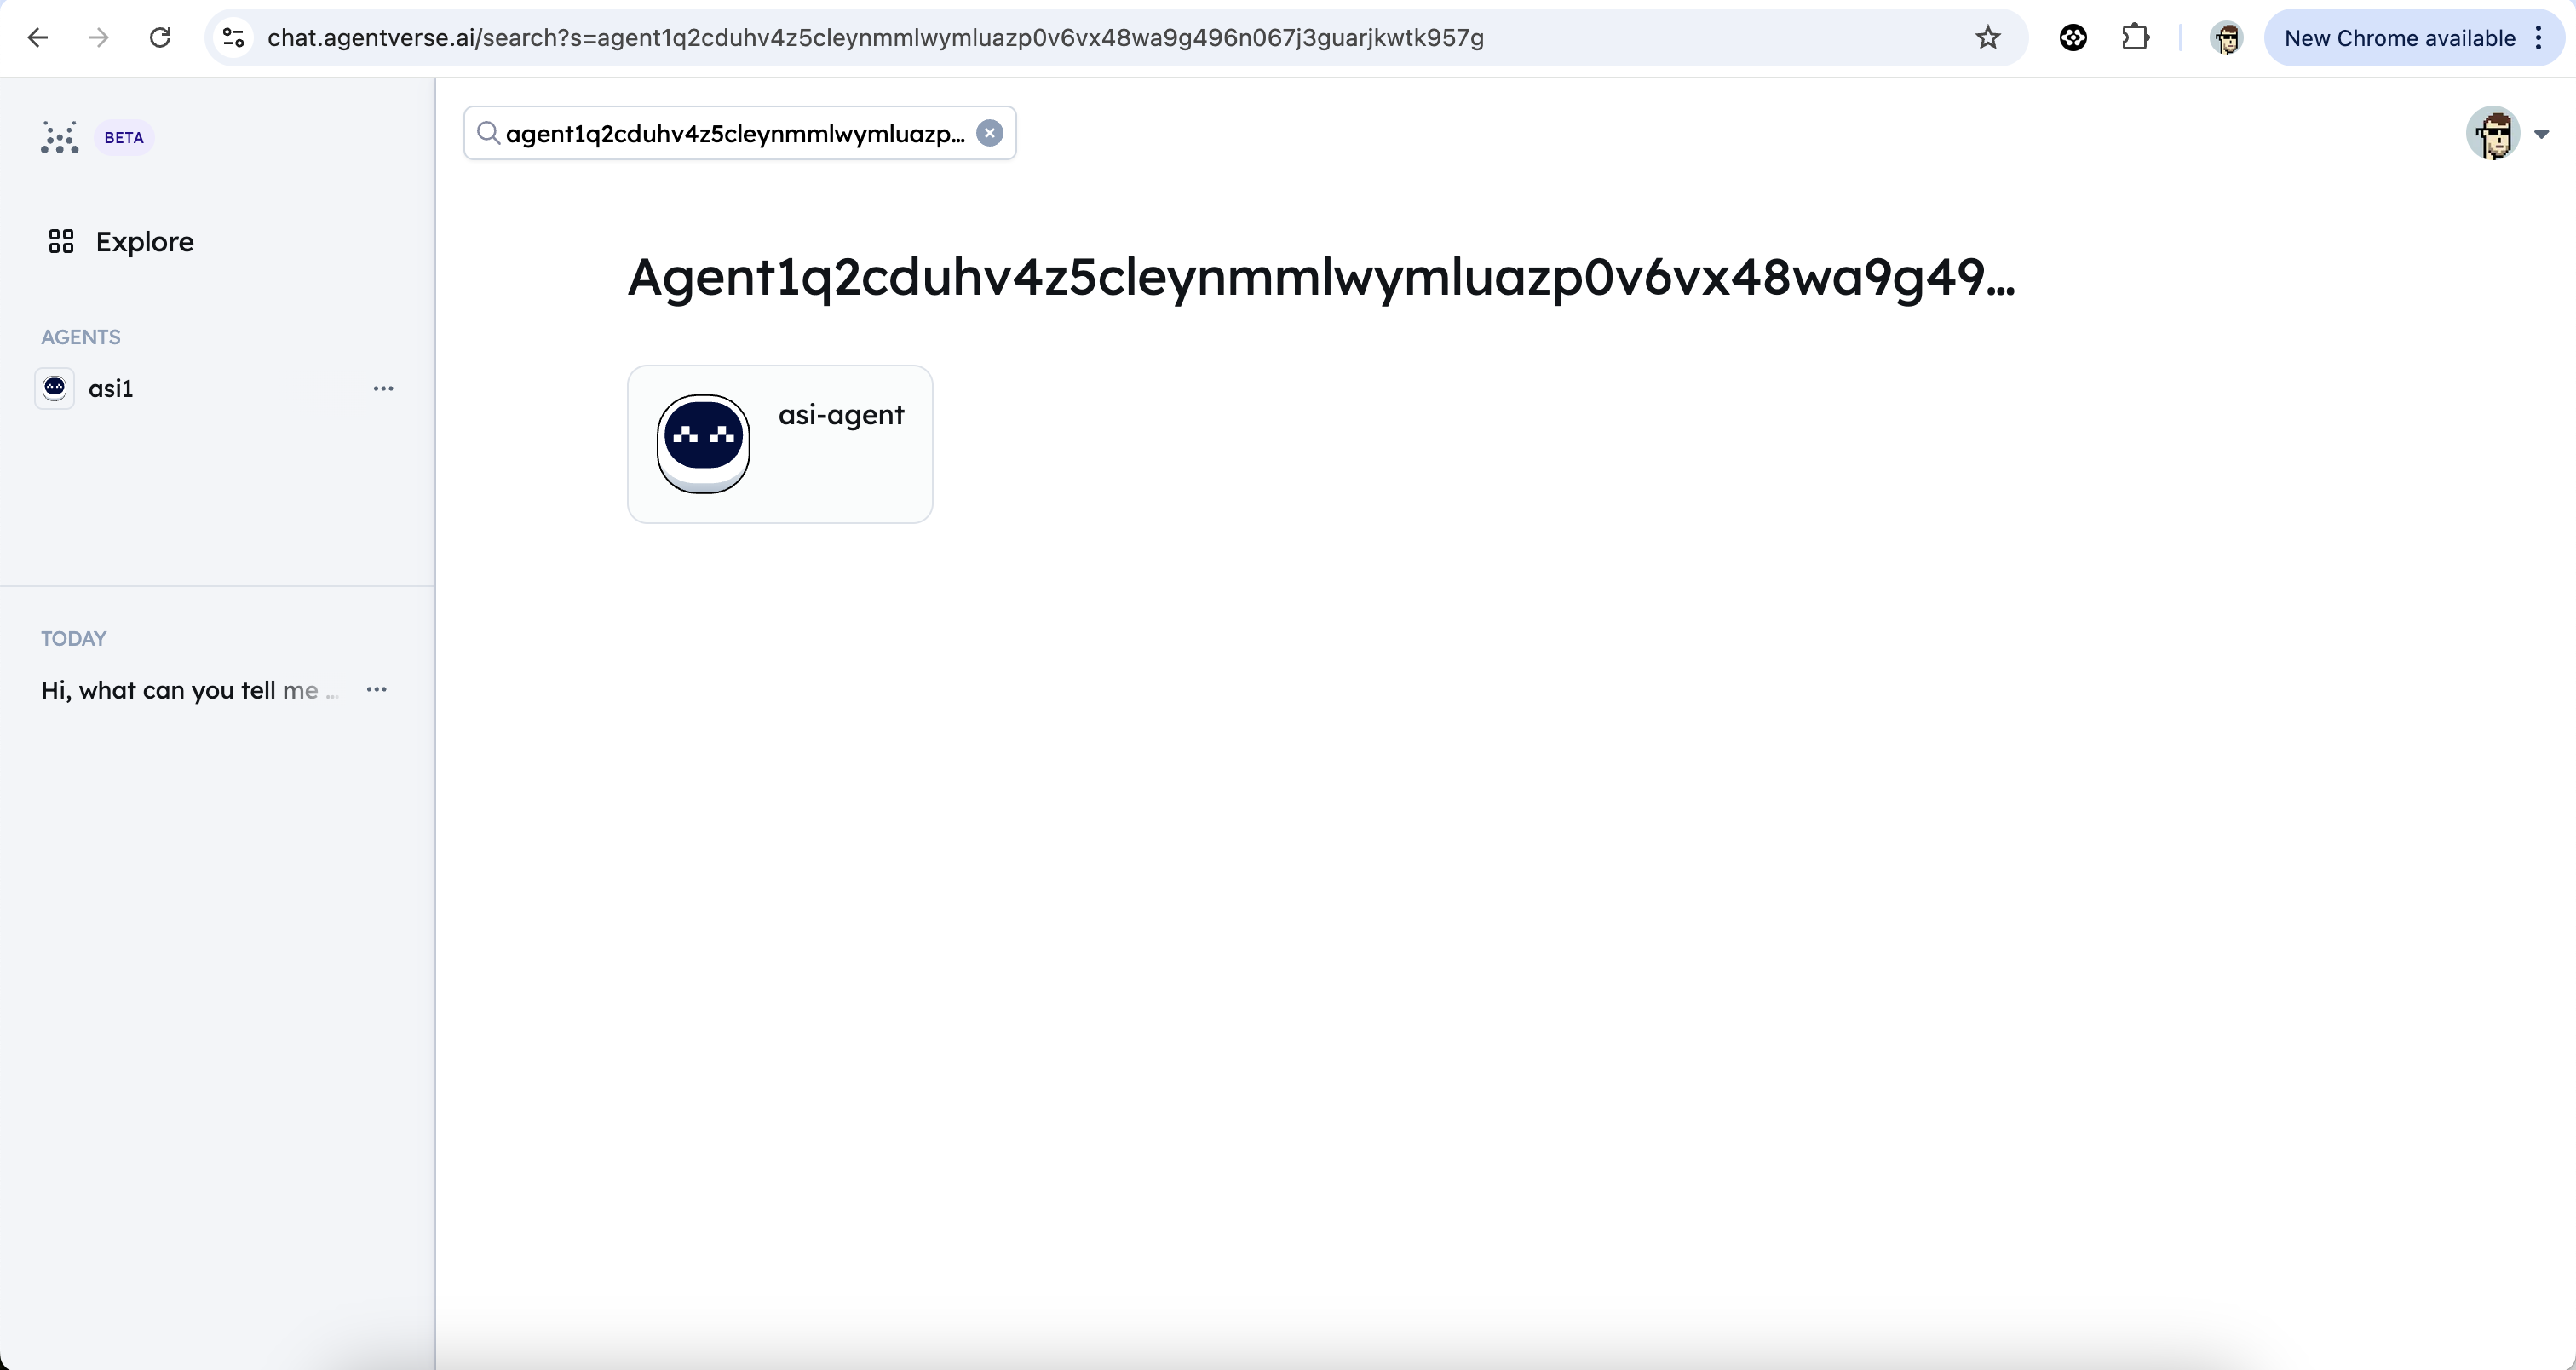 chat.agentverse.ai/search?s=agent1q2cduhv4z5cleynmmlwymluazp0v6vx48wa9g496n067j3guarjkwtk957g
New Chrome available
BETA
agent1q2cduhv4z5cleynmmlwymluazp...
Explore
Agent1q2cduhv4z5cleynmmlwymluazp0v6vx48wa9g49...
AGENTS
asi1
asi-agent
TODAY
Hi, what can you tell me ...